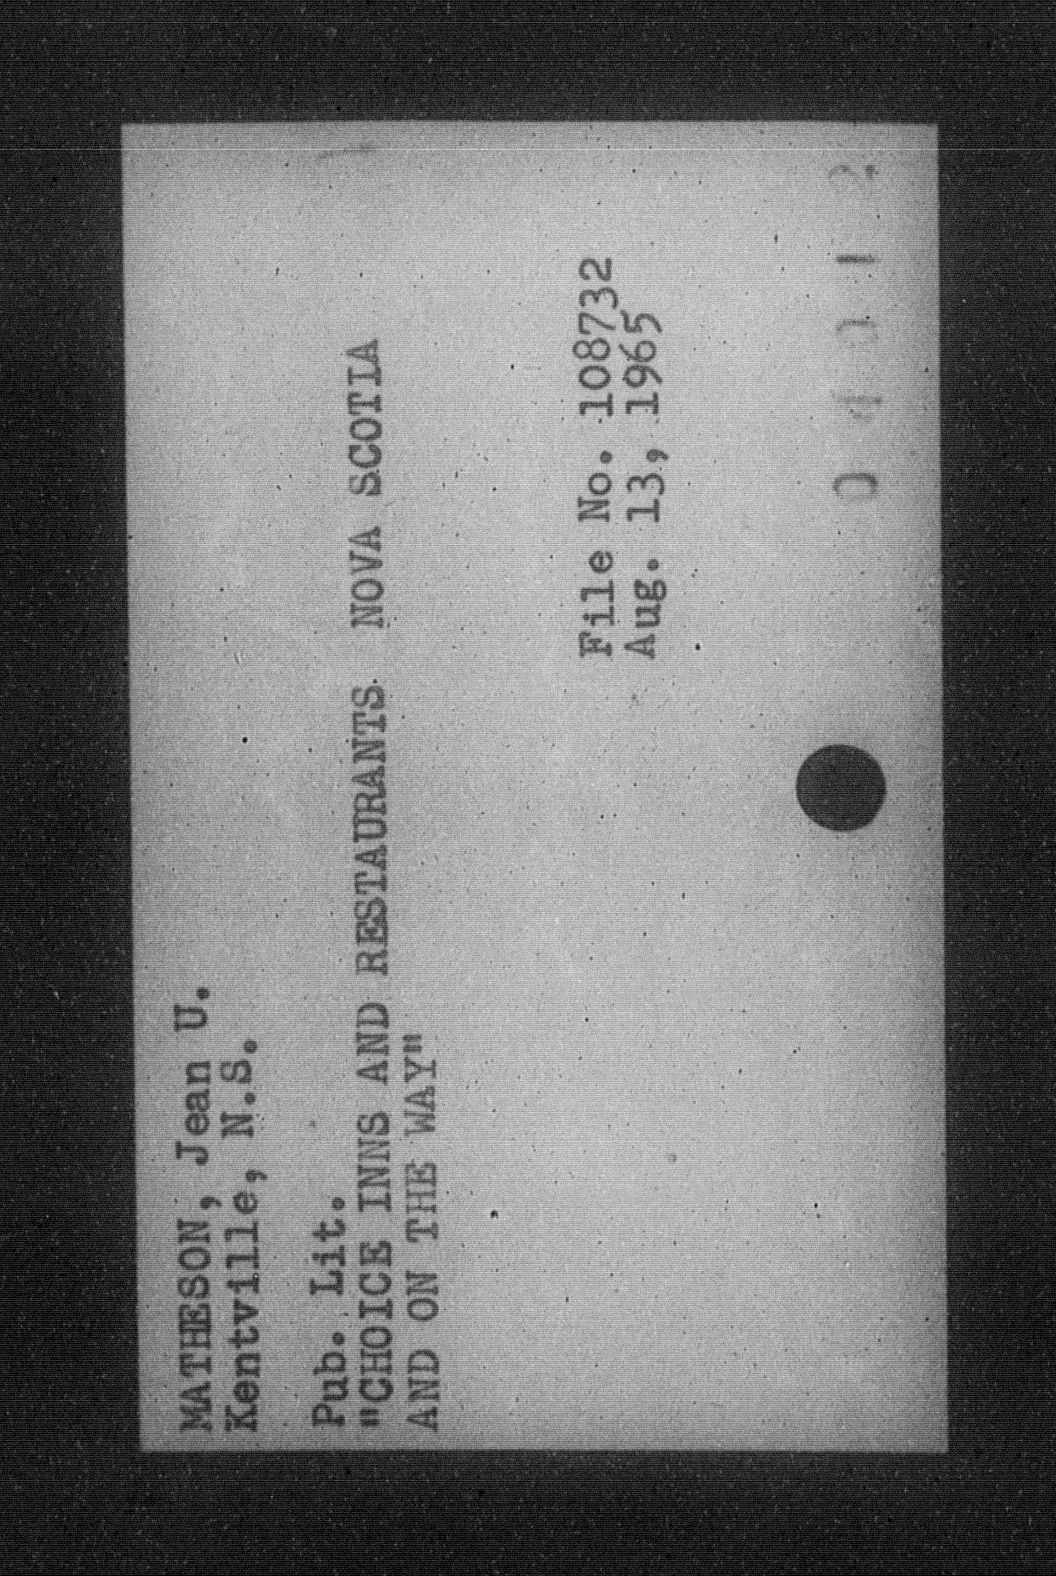 MATHESON, Jean U.
Kentville, N.S.
Pub. Lit.
"CHOICE INNS AND RESTAURANTS NOVA SCOTIA
AND ON THE WAY"
File No. 108732
Aug. 13, 1965